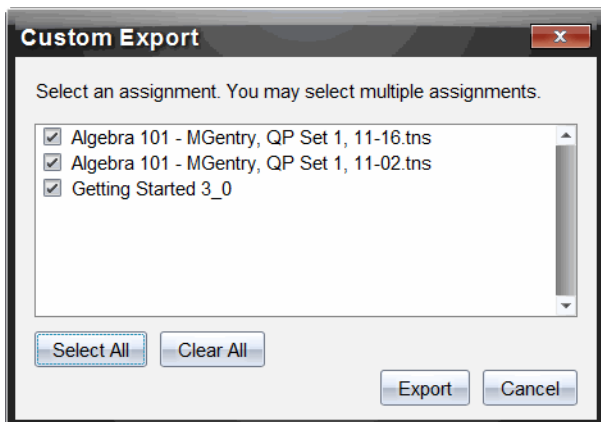 Custom Export
Select an assignment. You may select multiple assignments.
Algebra 101 - MGentry, QP Set 1, 11-16.tns
Algebra 101 - MGentry, QP Set 1, 11-02.tns
Getting Started 3_0
Select All Clear All
Export Cancel